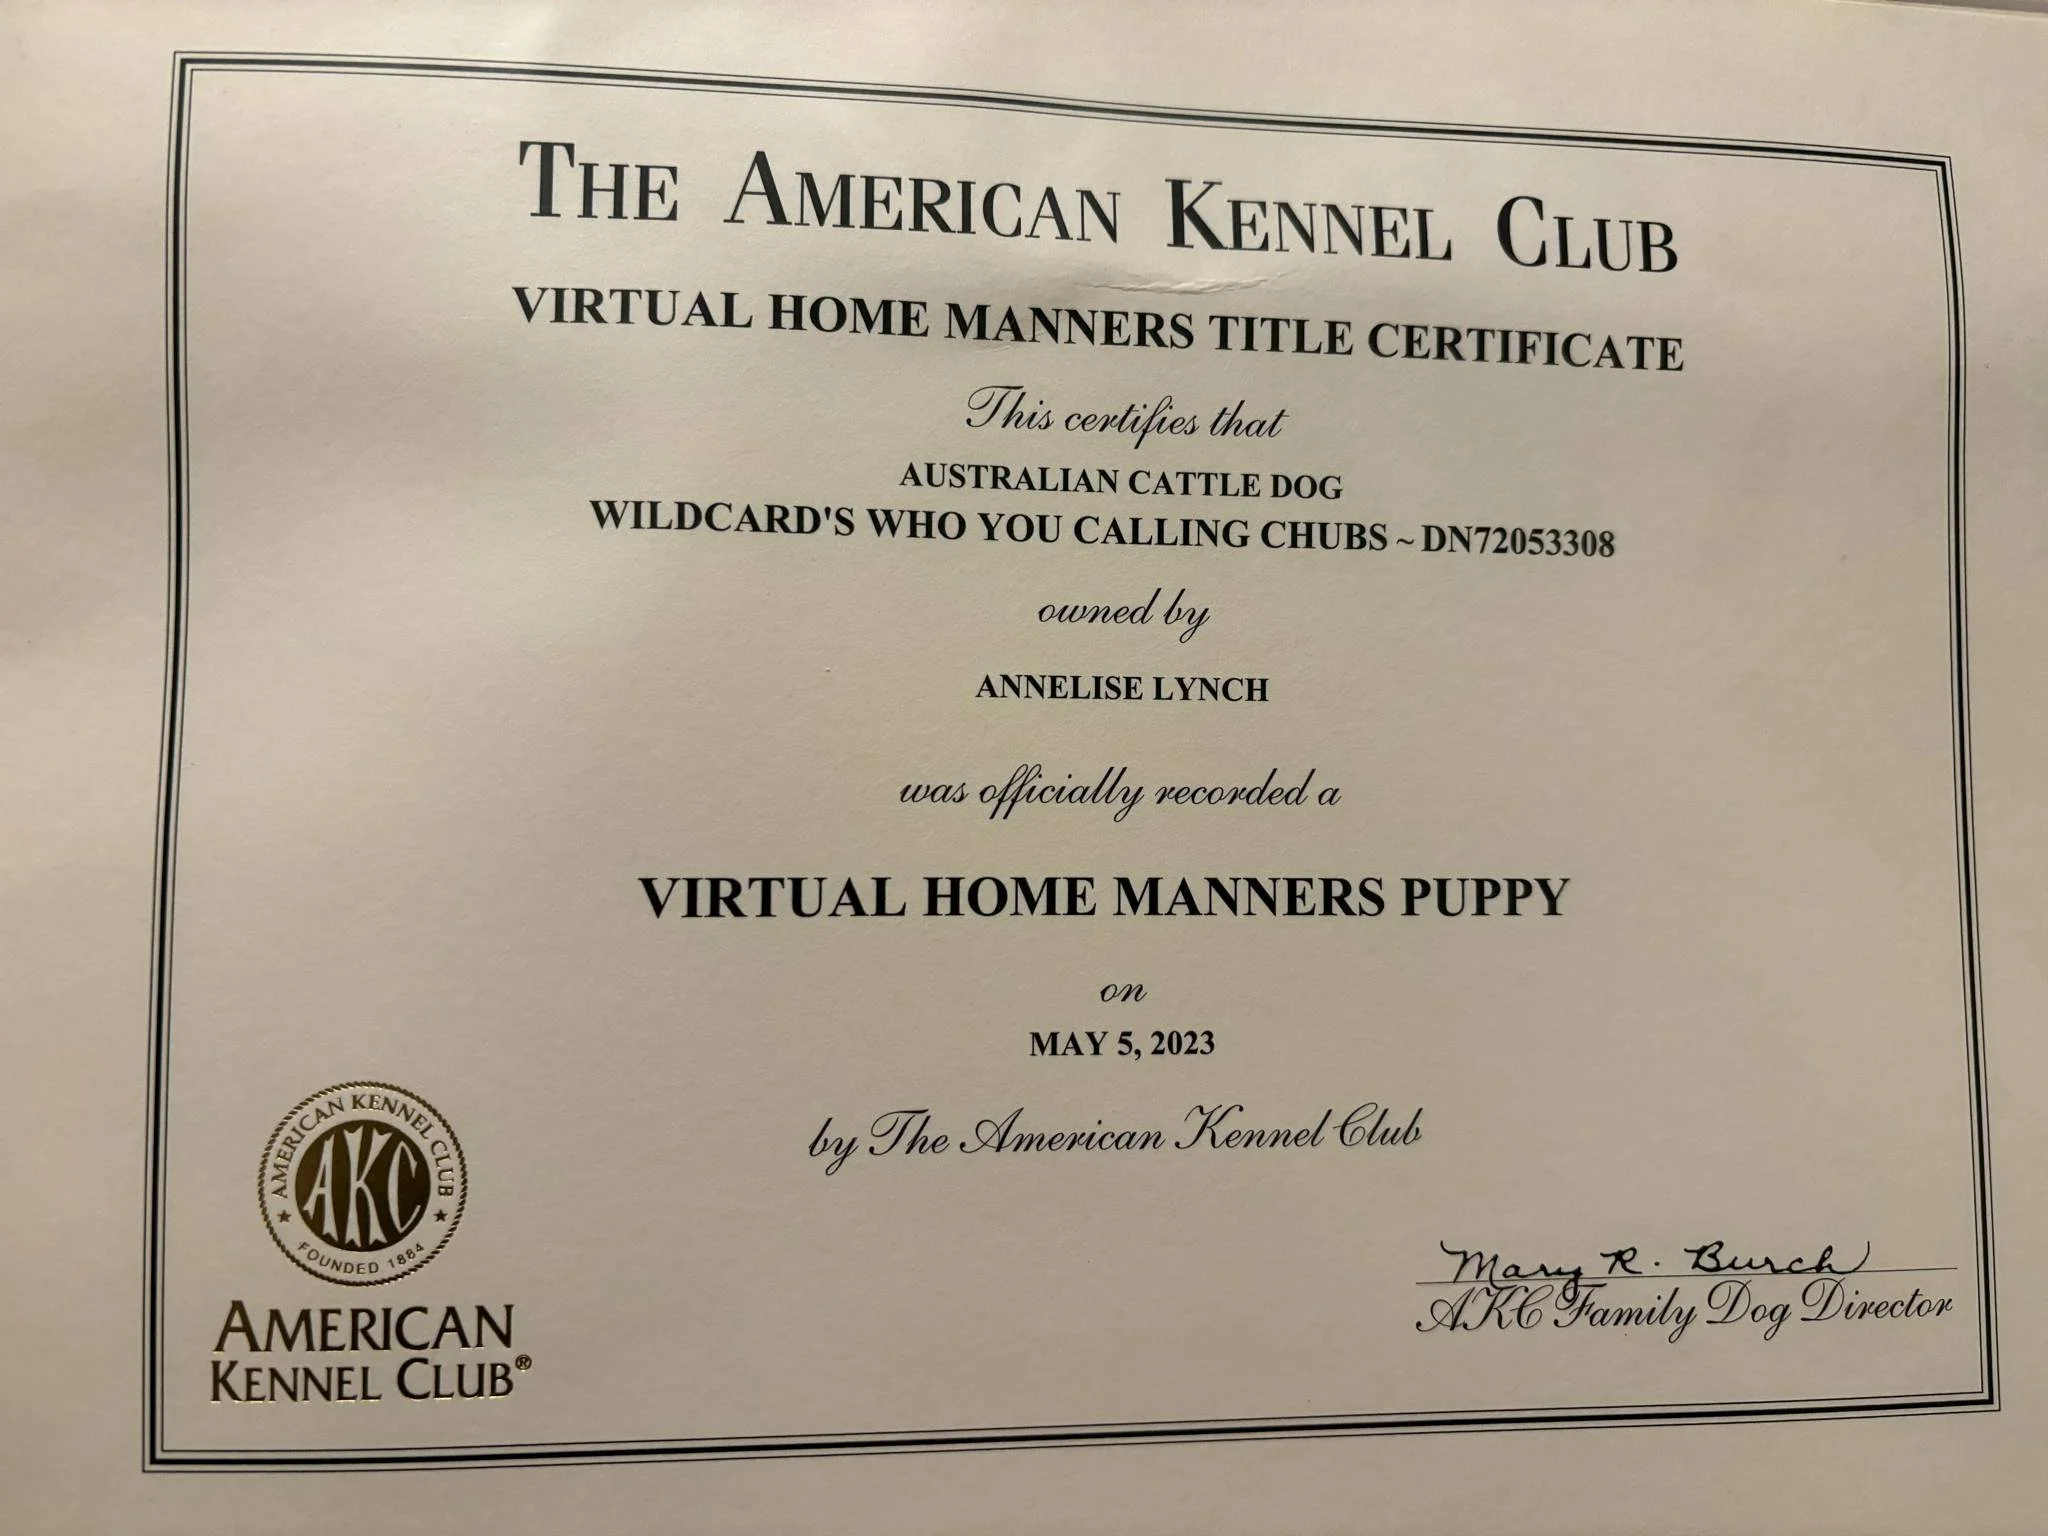 THE AMERICAN KENNEL CLUB
VIRTUAL HOME MANNERS TITLE CERTIFICATE
This certifies that
AUSTRALIAN CATTLE DOG
WILDCARD'S WHO YOU CALLING CHUBS ~ DN72053308
owned by
ANNELISE LYNCH
was officially recorded a
VIRTUAL HOME MANNERS PUPPY
on
MAY 5, 2023
by The American Kennel Club
AMERICAN KENNEL CLUB
AKC
FOUNDED 1884
AMERICAN
KENNEL CLUB®
Mary R. Burch
AKC Family Dog Director